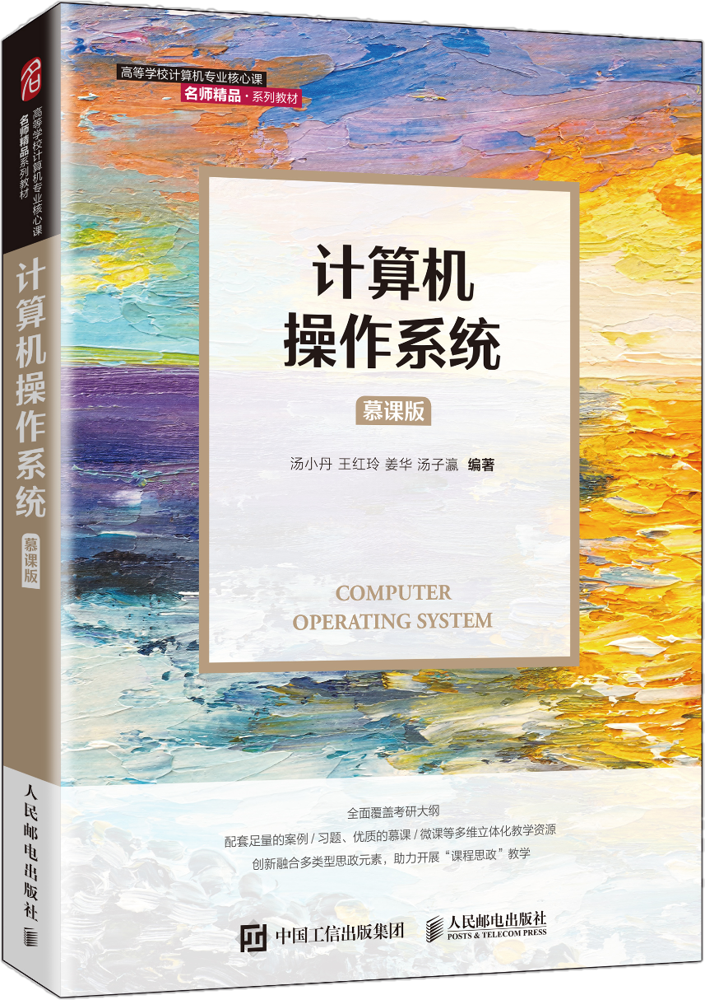 高等学校计算机专业核心课
名师精品·系列教材
计算机
操作系统
慕课版
汤小丹 王红玲 姜华 汤子瀛 编著
COMPUTER
OPERATING SYSTEM
全面覆盖考研大纲
配套足量的案例/习题、优质的慕课/微课等多维立体化教学资源
创新融合多类型思政元素，助力开展“课程思政”教学
中国工信出版集团
人民邮电出版社
POSTS & TELECOM PRESS
名
高等学校计算机专业核心课
名师精品系列教材
计算机操作系统
慕课版
人民邮电出版社